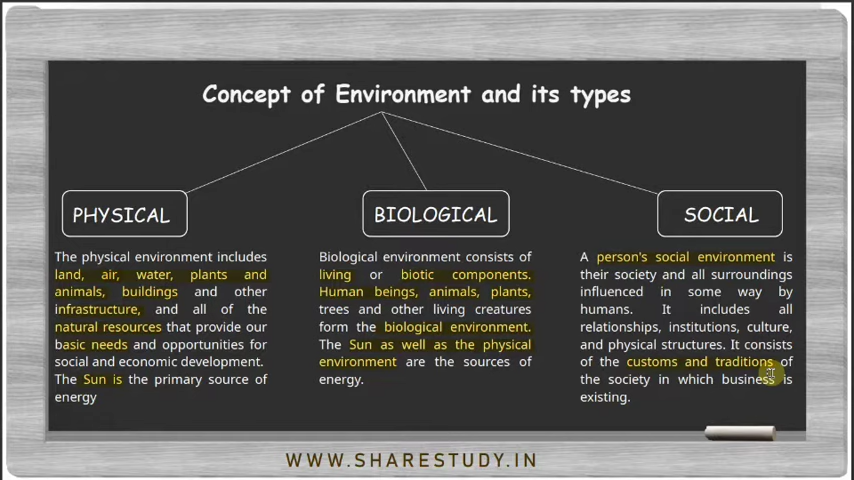 Concept of Environment and its types
PHYSICAL
The physical environment includes
land, air, water, plants and
animals, buildings and other
infrastructure, and all of the
natural resources that provide our
basic needs and opportunities for
social and economic development.
The Sun is the primary source of
energy
BIOLOGICAL
Biological environment consists of
living or biotic components.
Human beings, animals, plants,
trees and other living creatures
form the biological environment.
The Sun as well as the physical
environment are the sources of
energy.
SOCIAL
A person's social environment is
their society and all surroundings
influenced in some way by
humans. It includes all
relationships, institutions, culture,
and physical structures. It consists
of the customs and traditions of
the society in which business is
existing.
WWW.SHARESTUDY.IN